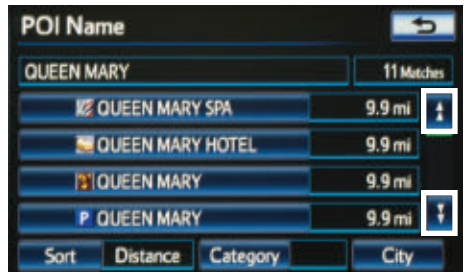 POI Name
QUEEN MARY 11 Matches
QUEEN MARY SPA 9.9 mi
QUEEN MARY HOTEL 9.9 mi
QUEEN MARY 9.9 mi
P QUEEN MARY 9.9 mi
Sort Distance Category City